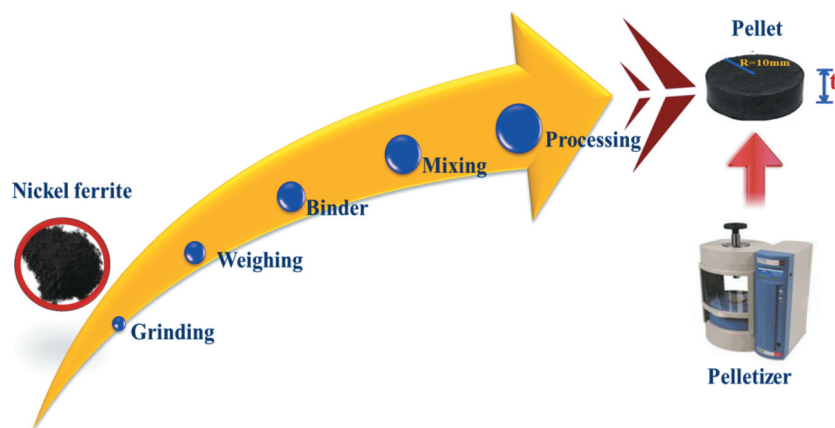 Nickel ferrite
Grinding
Weighing
Binder
Mixing
Processing
Pellet
R=10mm
t
Pelletizer